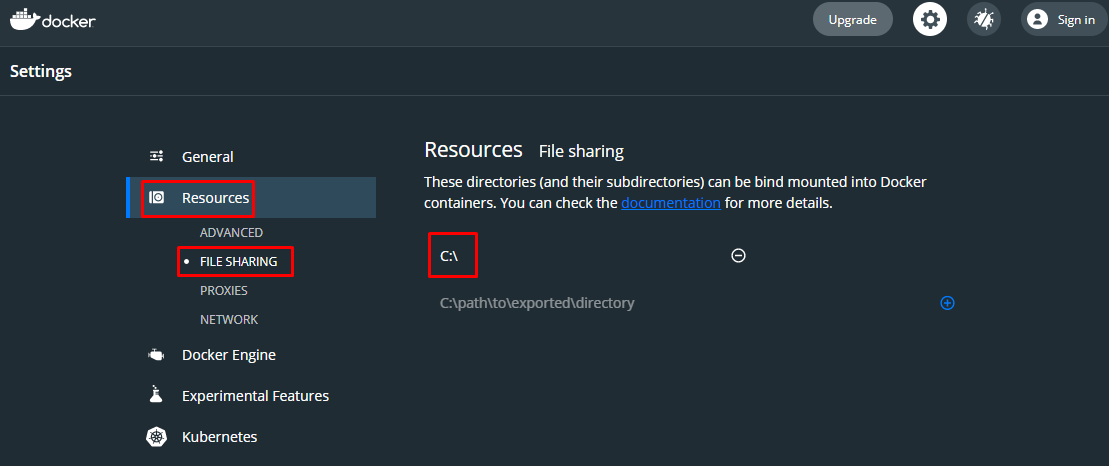 docker
Upgrade
Sign in
Settings
General
Resources
ADVANCED
FILE SHARING
PROXIES
NETWORK
Docker Engine
Experimental Features
Kubernetes
Resources File sharing
These directories (and their subdirectories) can be bind mounted into Docker
containers. You can check the documentation for more details.
C:\
C:\path\to\exported\directory